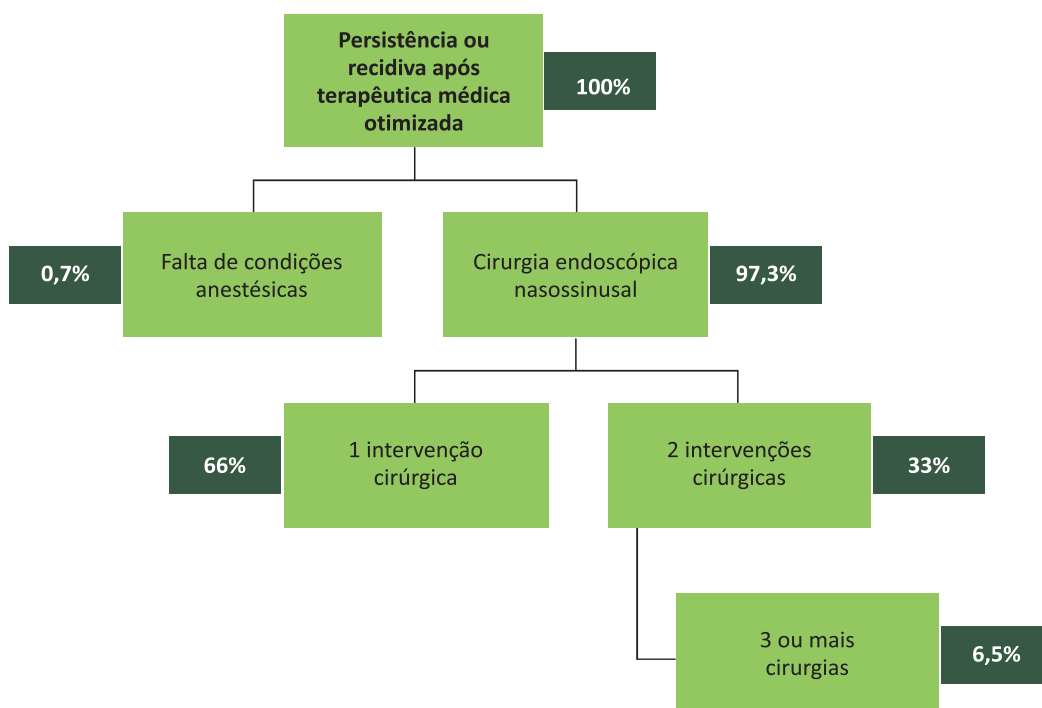 Persistência ou
recidiva após
terapêutica médica
otimizada
100%
0,7%
Falta de condições
anestésicas
Cirurgia endoscópica
nasossinusal
97,3%
66%
1 intervenção
cirúrgica
2 intervenções
cirúrgicas
33%
3 ou mais
cirurgias
6,5%